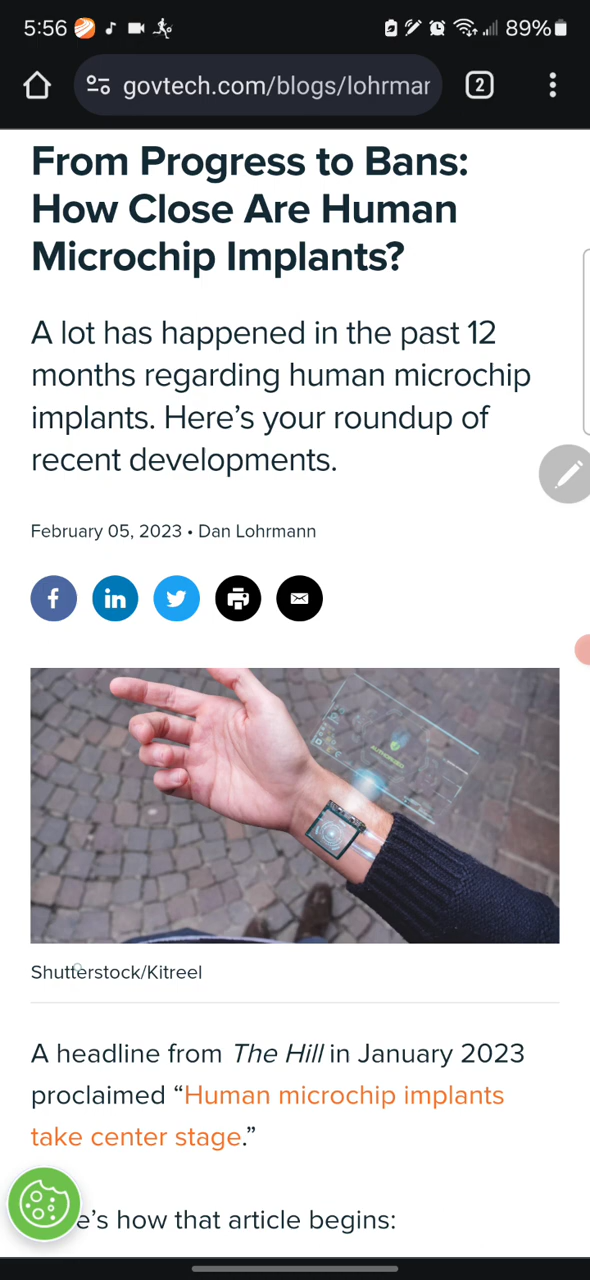 5:56
89%
govtech.com/blogs/lohrmar
2
From Progress to Bans:
How Close Are Human
Microchip Implants?
A lot has happened in the past 12
months regarding human microchip
implants. Here's your roundup of
recent developments.
February 05, 2023 • Dan Lohrmann
f
in
AUTHORIZED
Shutterstock/Kitreel
A headline from The Hill in January 2023
proclaimed “Human microchip implants
take center stage.”
e's how that article begins: